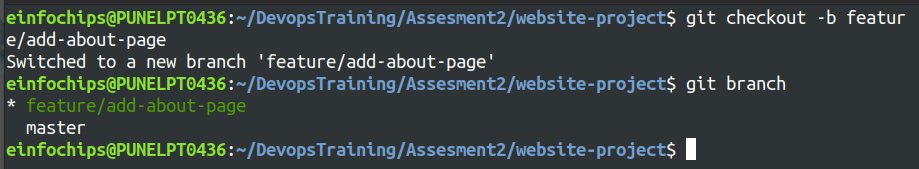 einfochips@PUNELPT0436:~/DevopsTraining/Assesment2/website-project$ git checkout -b featur
e/add-about-page
Switched to a new branch 'feature/add-about-page'
einfochips@PUNELPT0436:~/DevopsTraining/Assesment2/website-project$ git branch
* feature/add-about-page
  master
einfochips@PUNELPT0436:~/DevopsTraining/Assesment2/website-project$